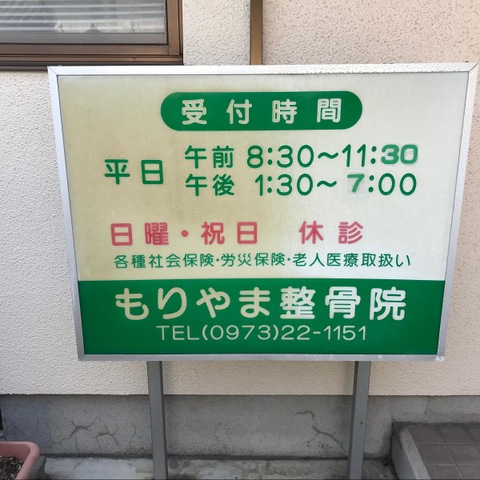 受付時間
平日 午前 8:30～11:30
午後 1:30～7:00
日曜・祝日 休診
各種社会保険・労災保険・老人医療取扱い
もりやま整骨院
TEL(0973)22-1151